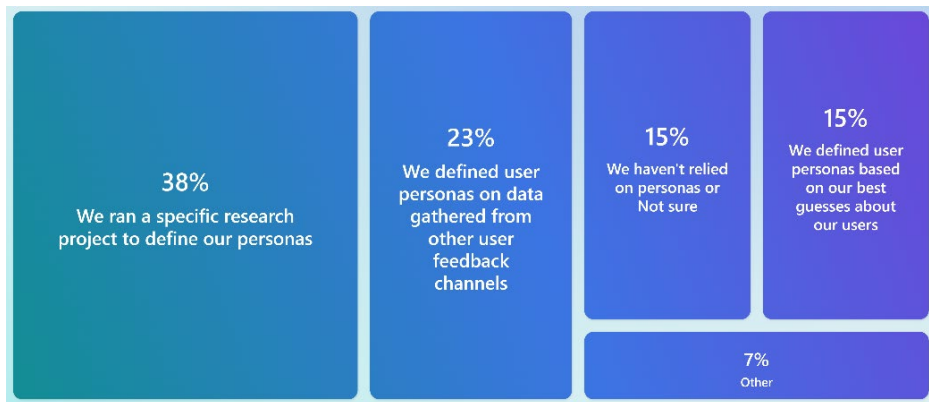 38%
We ran a specific research
project to define our personas
23%
We defined user
personas on data
gathered from
other user
feedback
channels
15%
We haven't relied
on personas or
Not sure
15%
We defined user
personas based
on our best
guesses about
our users
7%
Other